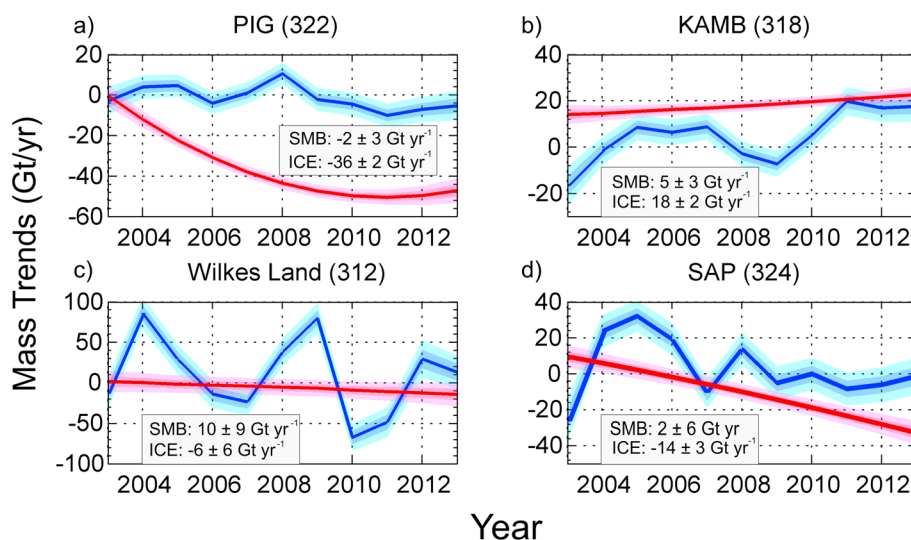 a) PIG (322)
20
0
-20
-40
-60
SMB: -2 ± 3 Gt yr⁻¹
ICE: -36 ± 2 Gt yr⁻¹
2004 2006 2008 2010 2012
b) KAMB (318)
40
20
0
-20
SMB: 5 ± 3 Gt yr⁻¹
ICE: 18 ± 2 Gt yr⁻¹
2004 2006 2008 2010 2012
Mass Trends (Gt/yr)
c) Wilkes Land (312)
100
50
0
-50
-100
SMB: 10 ± 9 Gt yr⁻¹
ICE: -6 ± 6 Gt yr⁻¹
2004 2006 2008 2010 2012
d) SAP (324)
40
20
0
-20
-40
SMB: 2 ± 6 Gt yr⁻¹
ICE: -14 ± 3 Gt yr⁻¹
2004 2006 2008 2010 2012
Year